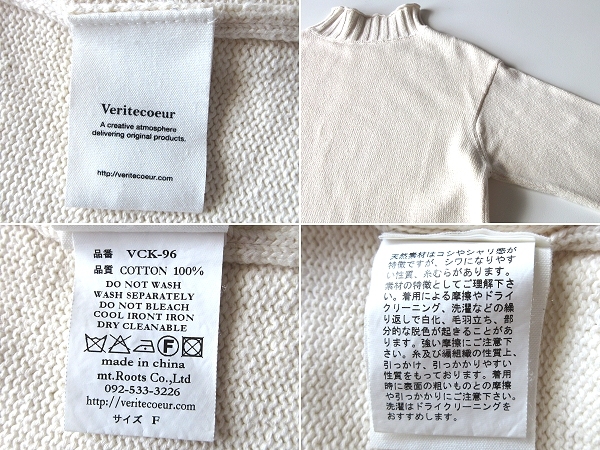 Veritecoeur
A creative atmosphere
delivering original products.
http://veritecoeur.com
品番 VCK-96
品質 COTTON 100%
DO NOT WASH
WASH SEPARATELY
DO NOT BLEACH
COOL IRONT IRON
DRY CLEANABLE
made in china
mt.Roots Co.,Ltd
092-533-3226
http://veritecoeur.com
サイズ F
天然素材はコシやシャリ感が
特徴ですが、シワになりやす
い性質、糸むらがあります。
素材の特徴としてご理解下さ
い。着用による摩擦やドライ
クリーニング、洗濯などの繰
り返しで白化、毛羽立ち、部
分的な脱色が起きることがあ
ります。強い摩擦にご注意下
さい。糸及び繊組織の性質上、
引っかけ、引っかかりやすい
性質をもっております。着用
時に表面の粗いものとの摩擦
や引っかかりにご注意下さい。
洗濯はドライクリーニングを
おすすめします。